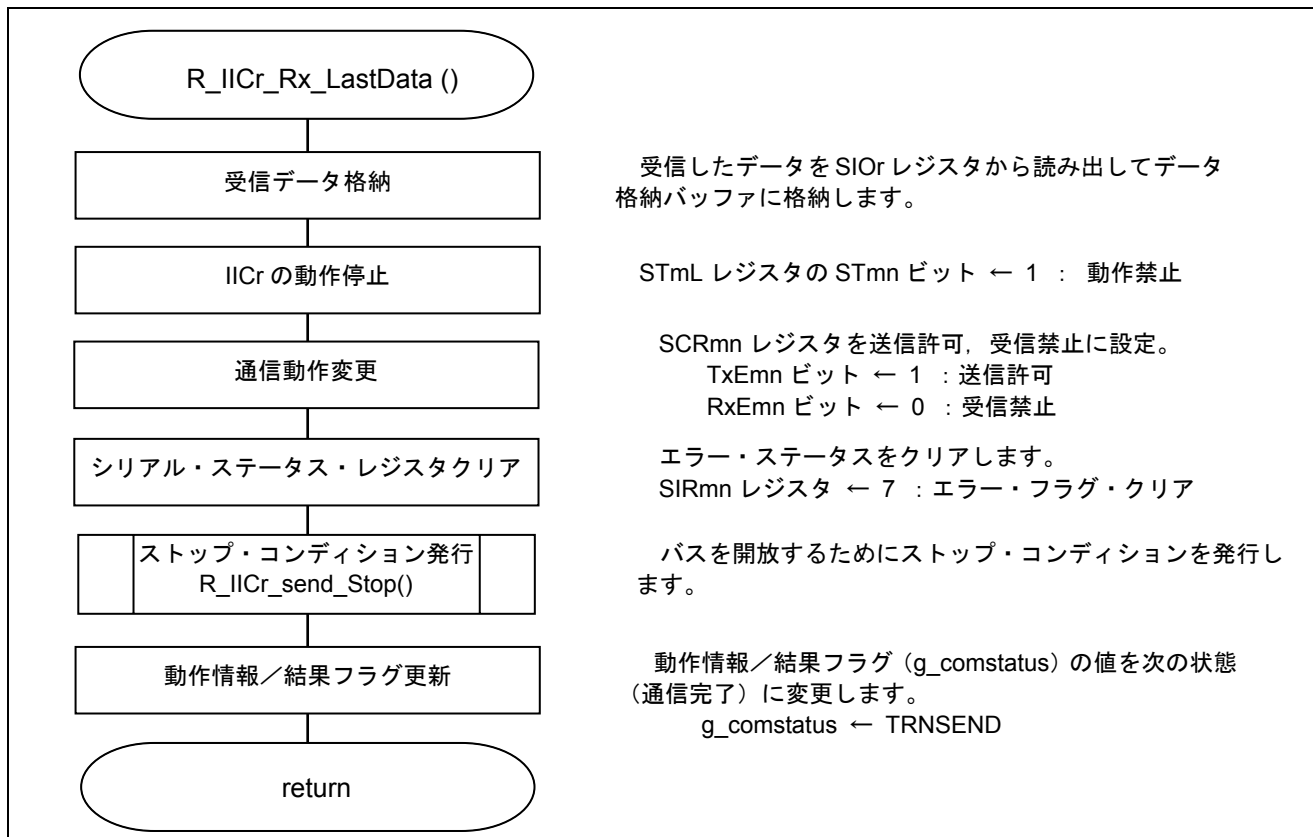 R_IICr_Rx_LastData ()
受信データ格納
受信したデータを SIOr レジスタから読み出してデータ
格納バッファに格納します。
IICr の動作停止
STmL レジスタの STmn ビット ← 1 ： 動作禁止
通信動作変更
SCRmn レジスタを送信許可，受信禁止に設定。
TxEmn ビット ← 1 ：送信許可
RxEmn ビット ← 0 ：受信禁止
シリアル・ステータス・レジスタクリア
エラー・ステータスをクリアします。
SIRmn レジスタ ← 7 ：エラー・フラグ・クリア
ストップ・コンディション発行
R_IICr_send_Stop()
バスを開放するためにストップ・コンディションを発行し
ます。
動作情報／結果フラグ更新
動作情報／結果フラグ（g_comstatus）の値を次の状態
（通信完了）に変更します。
g_comstatus ← TRNSEND
return